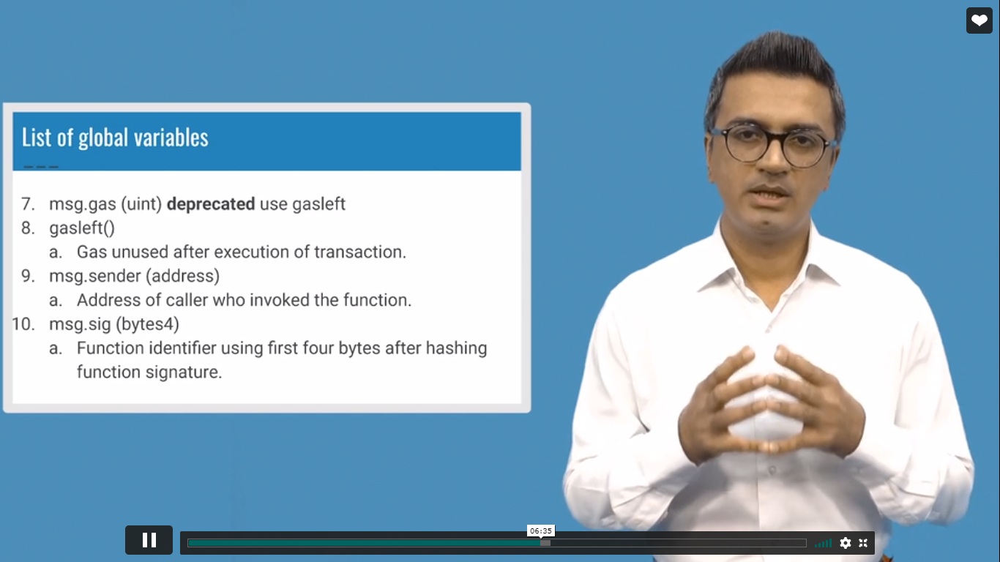 List of global variables
7. msg.gas (uint) deprecated use gasleft
8. gasleft()
a. Gas unused after execution of transaction.
9. msg.sender (address)
a. Address of caller who invoked the function.
10. msg.sig (bytes4)
a. Function identifier using first four bytes after hashing
function signature.
06:35